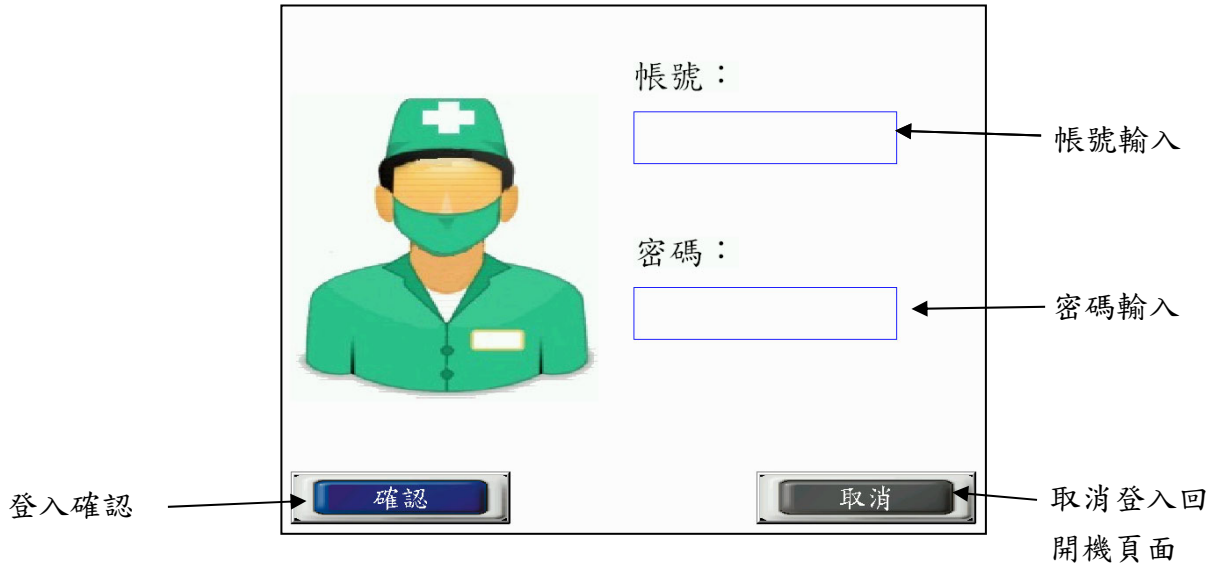 帳號：
帳號輸入
密碼：
密碼輸入
登入確認
確認
取消
取消登入回
開機頁面